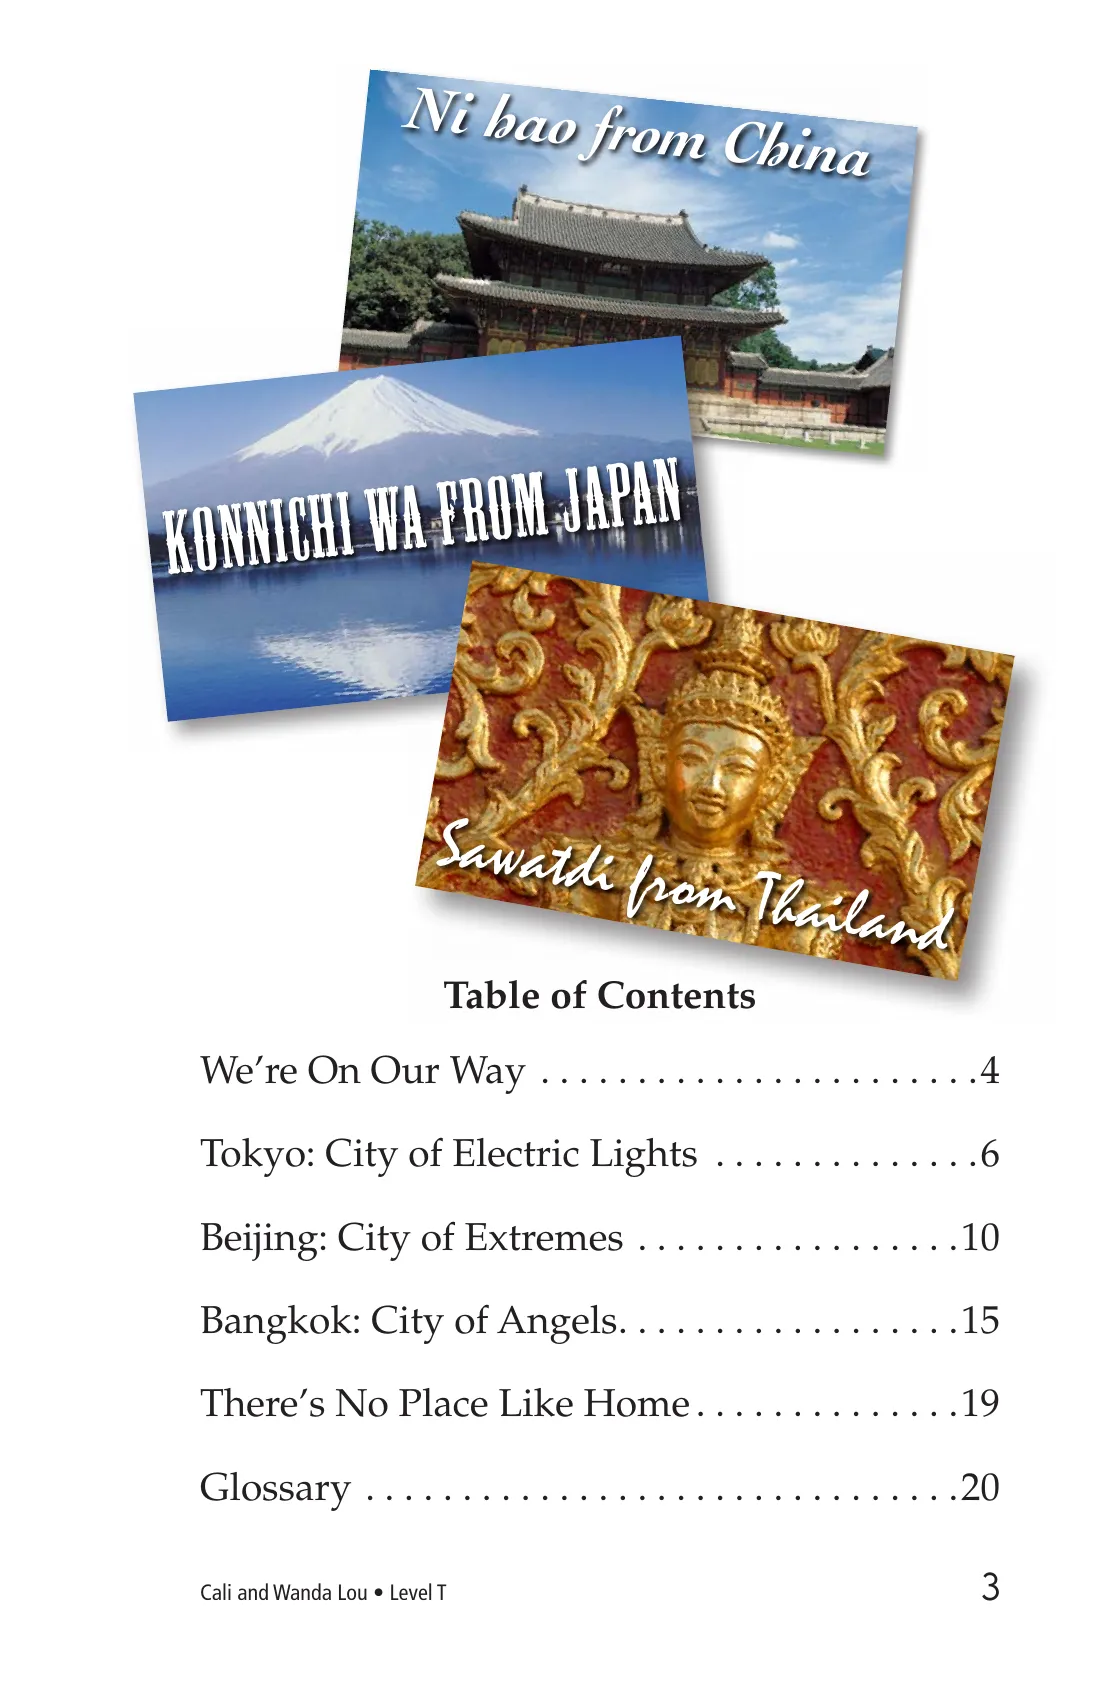 Ni hao from China
KONNICHI WA FROM JAPAN
Sawatdi from Thailand
Table of Contents
We’re On Our Way . . . . . . . . . . . . . . . . . . . . . . .4
Tokyo: City of Electric Lights . . . . . . . . . . . . . .6
Beijing: City of Extremes . . . . . . . . . . . . . . . . .10
Bangkok: City of Angels. . . . . . . . . . . . . . . . . .15
There’s No Place Like Home . . . . . . . . . . . . . .19
Glossary . . . . . . . . . . . . . . . . . . . . . . . . . . . . . . .20
Cali and Wanda Lou • Level T 3